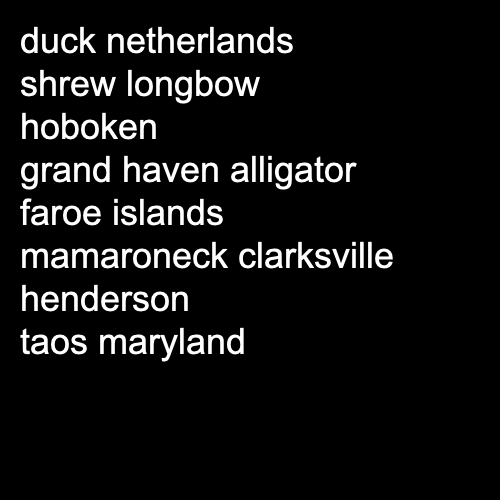 duck netherlands
shrew longbow
hoboken
grand haven alligator
faroe islands
mamaroneck clarksville
henderson
taos maryland